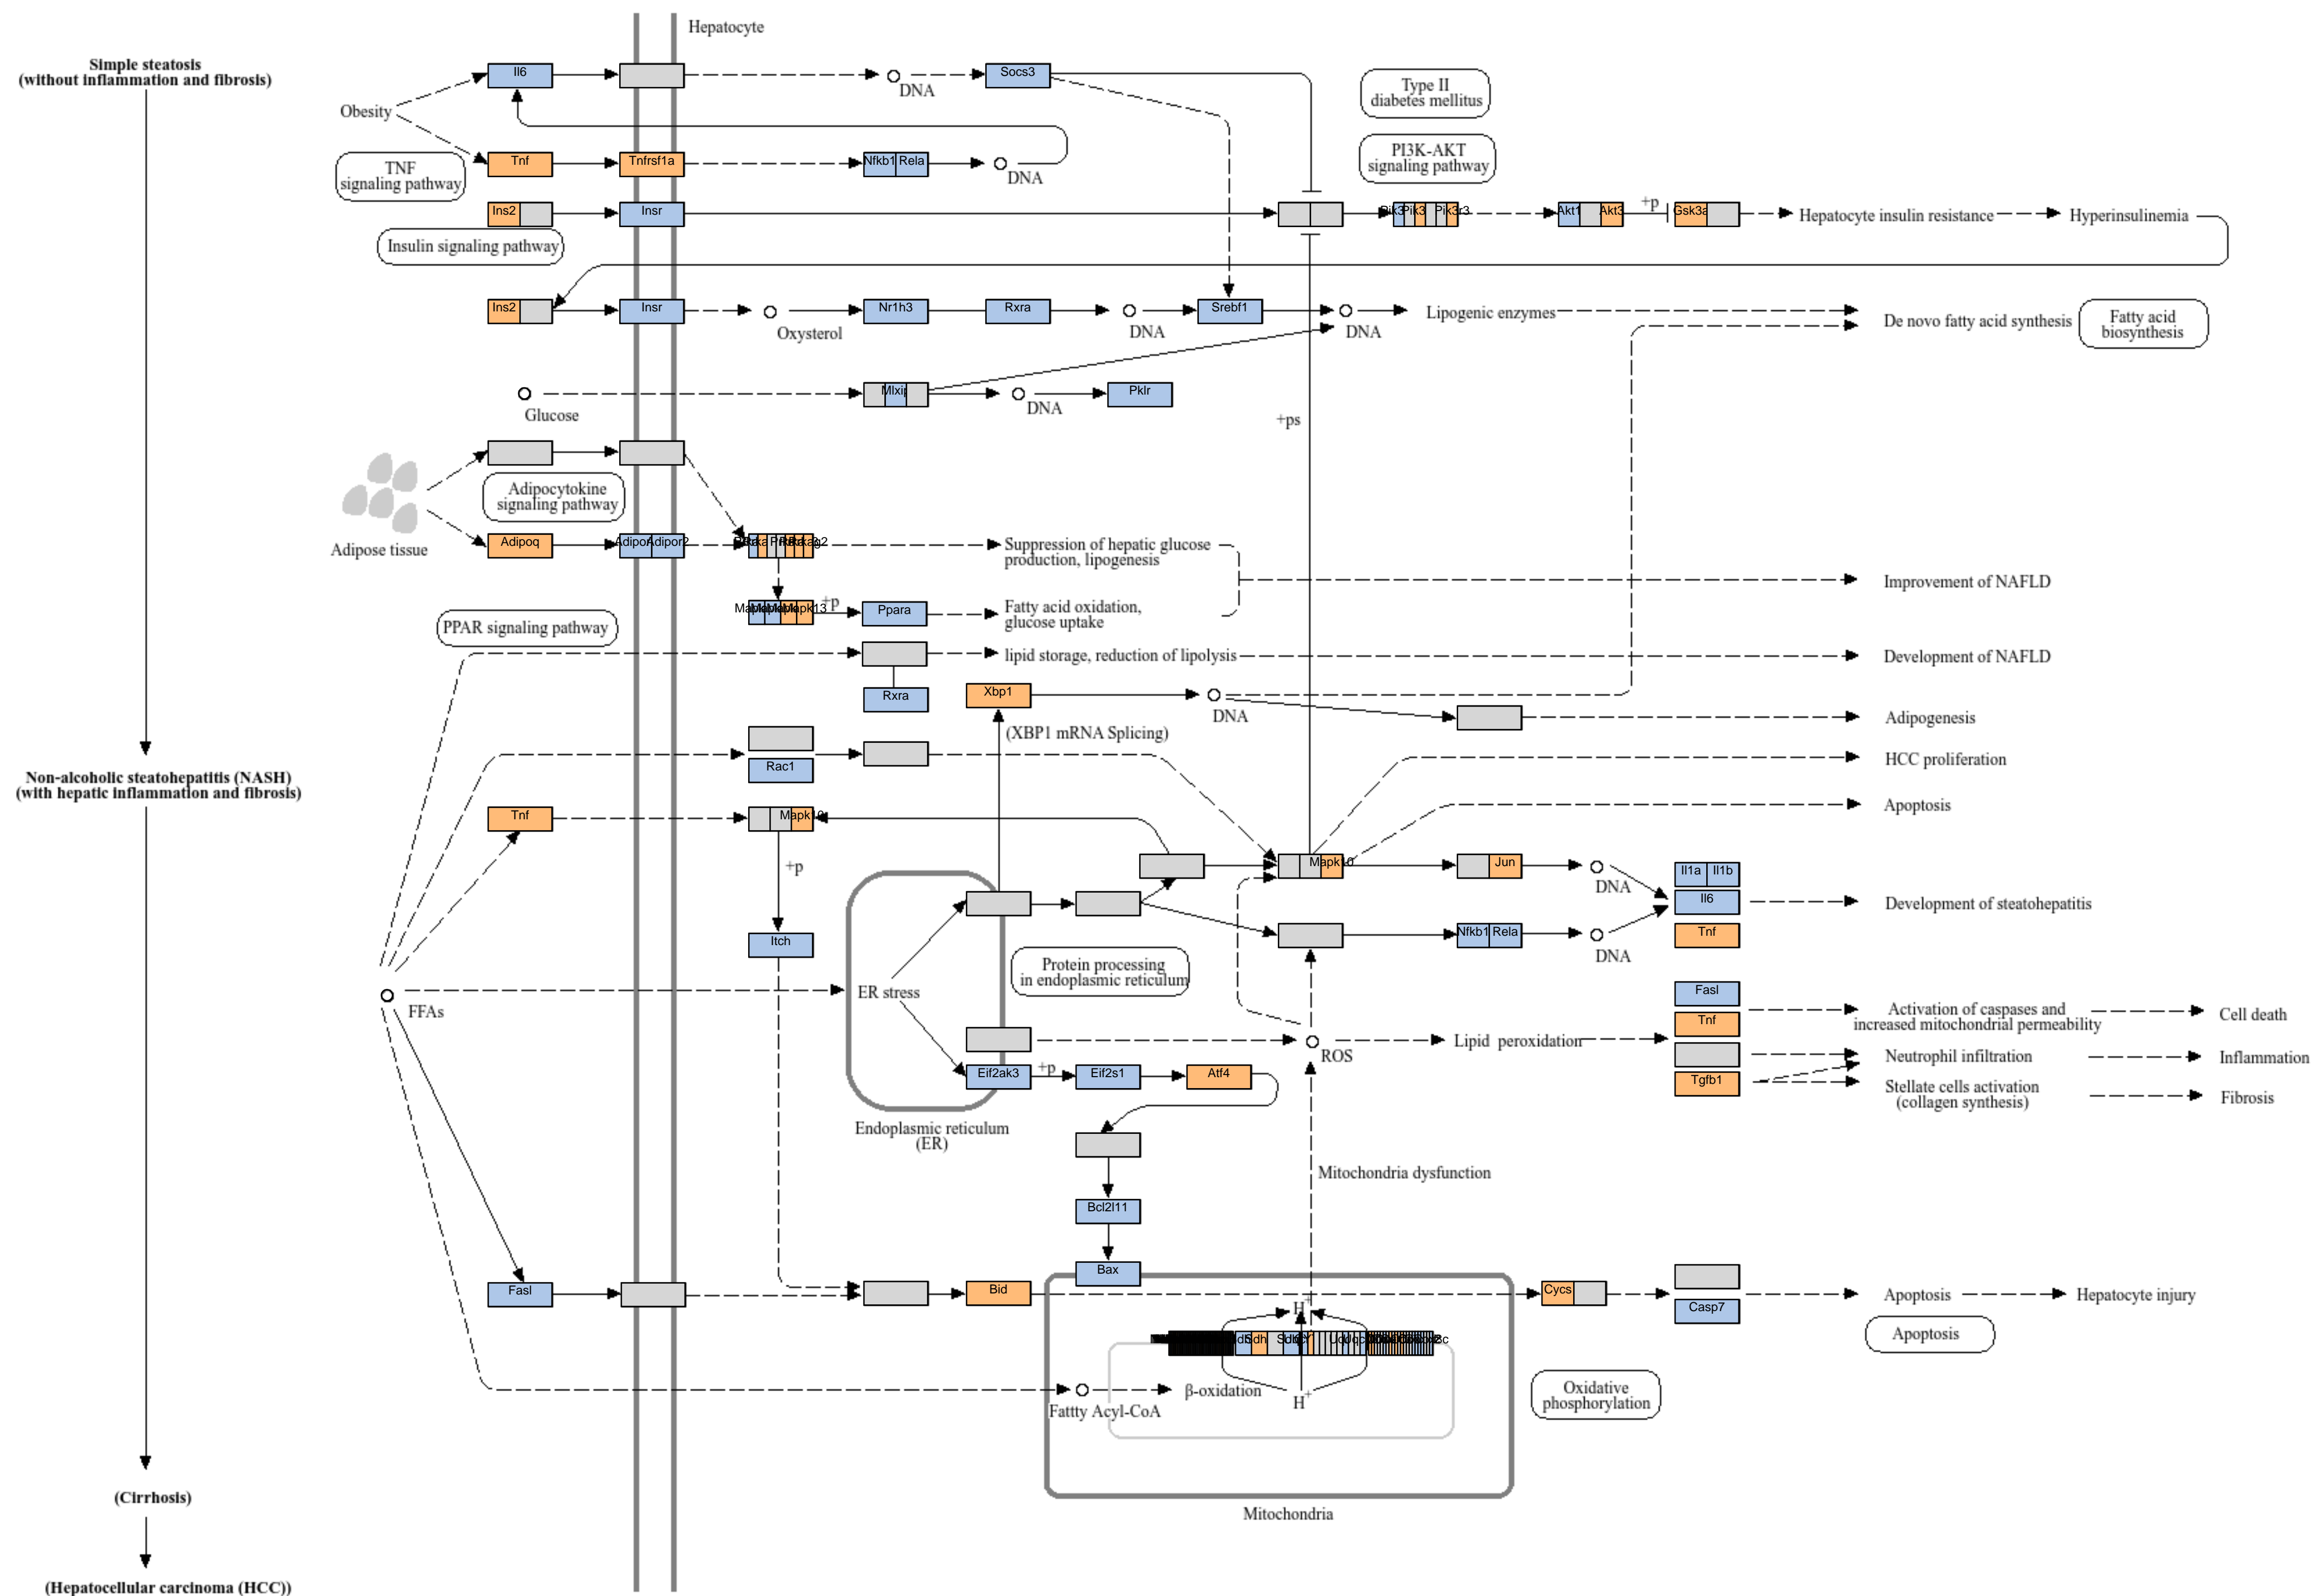 Hepatocyte
Simple steatosis
(without inflammation and fibrosis)
Il6
DNA
Socs3
Type II
diabetes mellitus
Obesity
TNF
signaling pathway
Tnf
Tnfrsf1a
Nfkb1 Rela
DNA
PI3K-AKT
signaling pathway
Ins2
Insr
Pik3r3
Akt1
Akt3
+p
Gsk3a
Hepatocyte insulin resistance
Hyperinsulinemia
Insulin signaling pathway
Ins2
Insr
Oxysterol
Nr1h3
Rxra
DNA
Srebf1
DNA
Lipogenic enzymes
De novo fatty acid synthesis
Fatty acid
biosynthesis
Glucose
DNA
Pklr
+ps
Adipocytokine
signaling pathway
Adipose tissue
Adipoq
Adipor2
Suppression of hepatic glucose
production, lipogenesis
Improvement of NAFLD
Mapk13
+p
Ppara
Fatty acid oxidation,
glucose uptake
PPAR signaling pathway
lipid storage, reduction of lipolysis
Development of NAFLD
Rxra
Xbp1
DNA
Adipogenesis
(XBP1 mRNA Splicing)
Rac1
HCC proliferation
Non-alcoholic steatohepatitis (NASH)
(with hepatic inflammation and fibrosis)
Apoptosis
Tnf
Mapk10
+p
Mapk10
Jun
DNA
Il1a Il1b
Il6
Tnf
Development of steatohepatitis
Itch
Nfkb1 Rela
DNA
Protein processing
in endoplasmic reticulum
ER stress
FFAs
Fasl
Tnf
Activation of caspases and
increased mitochondrial permeability
Cell death
ROS
Lipid peroxidation
Neutrophil infiltration
Inflammation
Eif2ak3
+p
Eif2s1
Atf4
Tgfb1
Stellate cells activation
(collagen synthesis)
Fibrosis
Endoplasmic reticulum
(ER)
Mitochondria dysfunction
Bcl2l11
Bax
Fasl
Bid
H+
Cycs
Casp7
Apoptosis
Hepatocyte injury
Apoptosis
β-oxidation
H+
Fattty Acyl-CoA
Oxidative
phosphorylation
Mitochondria
(Cirrhosis)
(Hepatocellular carcinoma (HCC))